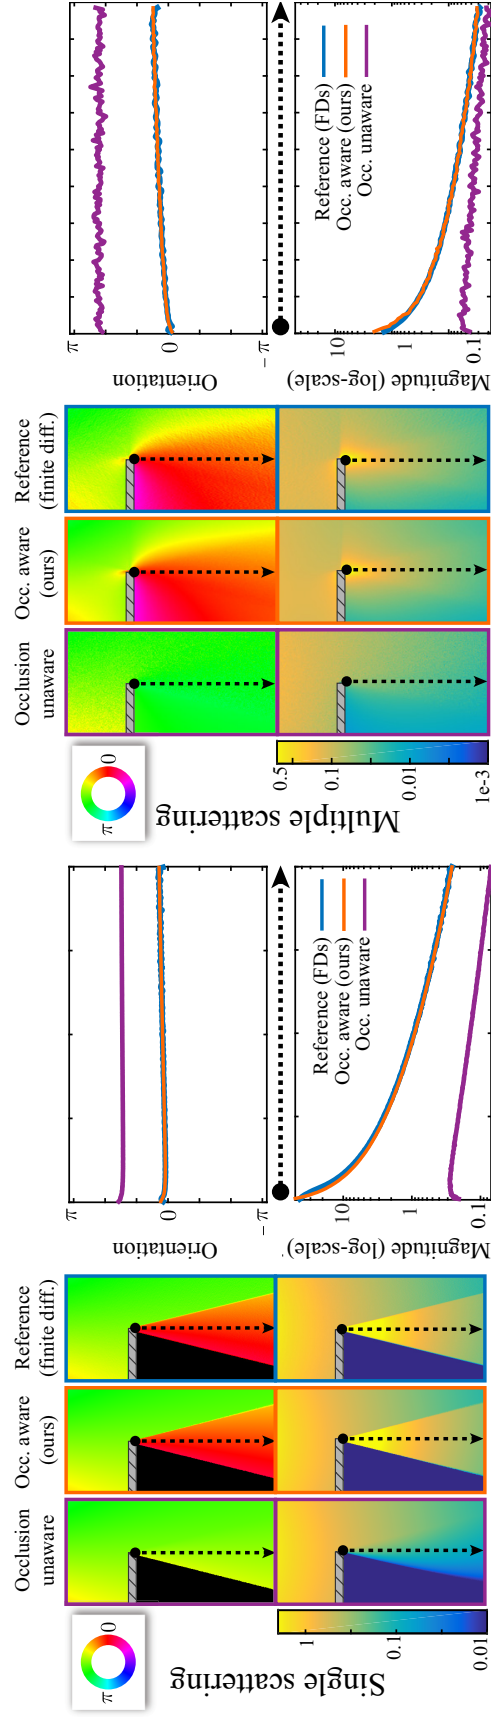 Occlusion
unaware
Occ. aware
(ours)
Reference
(finite diff.)
π
0
Single scattering
1
0.1
0.01
Orientation
π
0
−π
Magnitude (log-scale)
10
1
0.1
Reference (FDs)
Occ. aware (ours)
Occ. unaware
Occlusion
unaware
Occ. aware
(ours)
Reference
(finite diff.)
π
0
Multiple scattering
0.5
0.1
0.01
1e-3
Orientation
π
0
−π
Magnitude (log-scale)
10
1
0.1
Reference (FDs)
Occ. aware (ours)
Occ. unaware